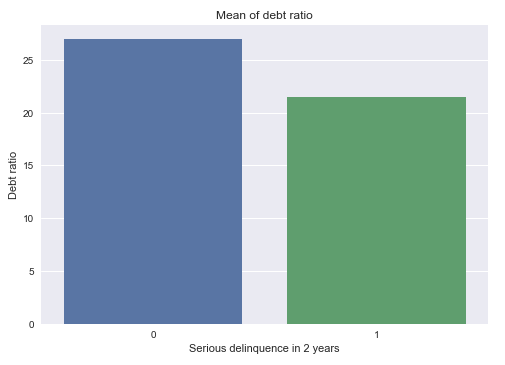 Mean of debt ratio
25
20
15
10
5
0
Debt ratio
0 1
Serious delinquence in 2 years